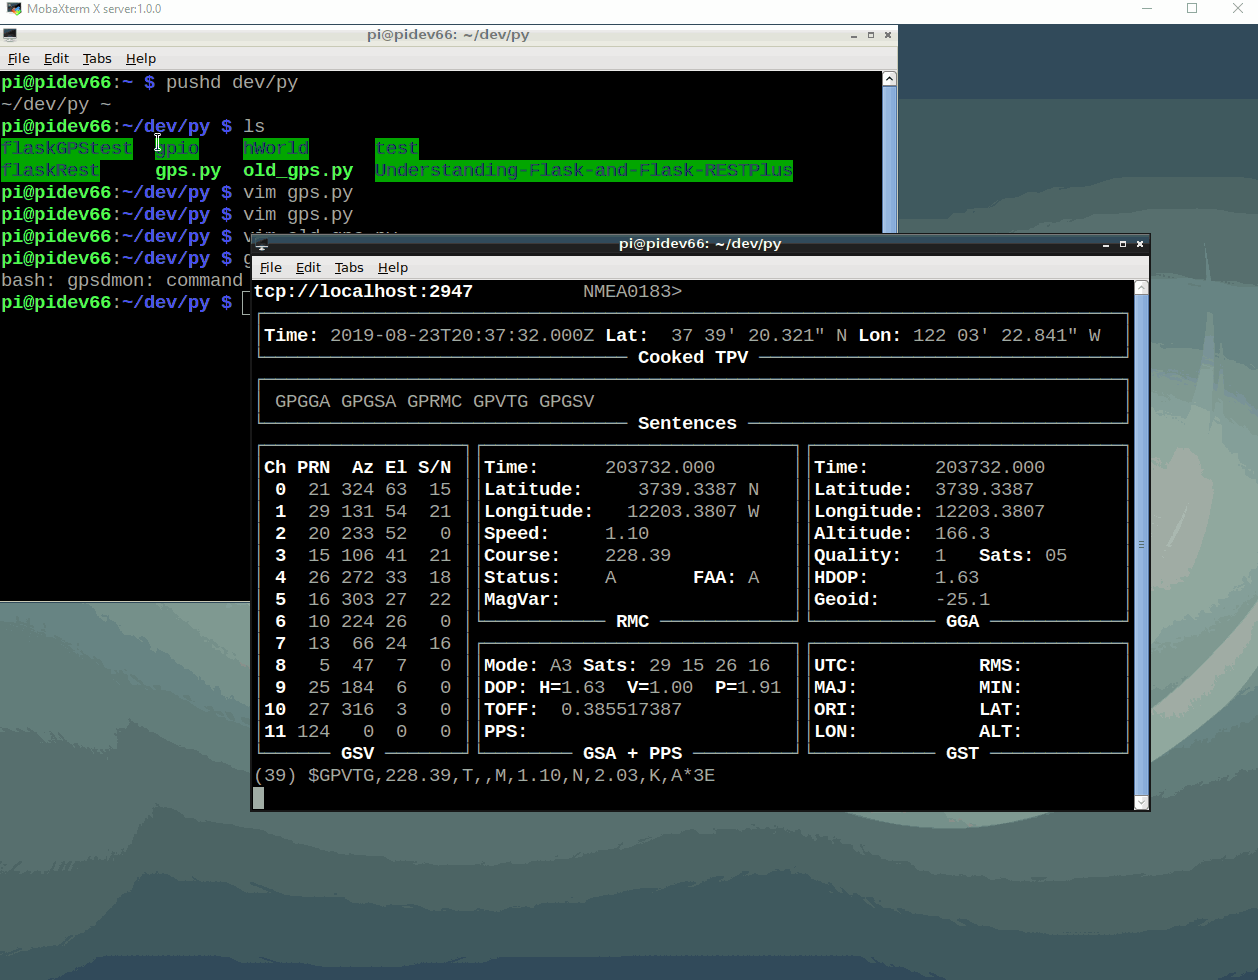 MobaXterm X server:1.0.0
pi@pidev66: ~/dev/py
File Edit Tabs Help
pi@pidev66:~ $ pushd dev/py
~/dev/py ~
pi@pidev66:~/dev/py $ ls
flaskGPStest gpio hWorld test
flaskRest gps.py old_gps.py Understanding-Flask-and-Flask-RESTPlus
pi@pidev66:~/dev/py $ vim gps.py
pi@pidev66:~/dev/py $ vim gps.py
pi@pidev66:~/dev/py $ vim old_gps.py
pi@pidev66:~/dev/py $ g
bash: gpsdmon: command
pi@pidev66:~/dev/py $
pi@pidev66: ~/dev/py
File Edit Tabs Help
tcp://localhost:2947 NMEA0183>
Time: 2019-08-23T20:37:32.000Z Lat: 37 39' 20.321" N Lon: 122 03' 22.841" W
Cooked TPV
GPGGA GPGSA GPRMC GPVTG GPGSV
Sentences
Ch PRN Az El S/N
0 21 324 63 15
1 29 131 54 21
2 20 233 52 0
3 15 106 41 21
4 26 272 33 18
5 16 303 27 22
6 10 224 26 0
7 13 66 24 16
8 5 47 7 0
9 25 184 6 0
10 27 316 3 0
11 124 0 0 0
GSV
Time: 203732.000
Latitude: 3739.3387 N
Longitude: 12203.3807 W
Speed: 1.10
Course: 228.39
Status: A FAA: A
MagVar:
RMC
Time: 203732.000
Latitude: 3739.3387
Longitude: 12203.3807
Altitude: 166.3
Quality: 1 Sats: 05
HDOP: 1.63
Geoid: -25.1
GGA
Mode: A3 Sats: 29 15 26 16
DOP: H=1.63 V=1.00 P=1.91
TOFF: 0.385517387
PPS:
GSA + PPS
UTC: RMS:
MAJ: MIN:
ORI: LAT:
LON: ALT:
GST
(39) $GPVTG,228.39,T,,M,1.10,N,2.03,K,A*3E